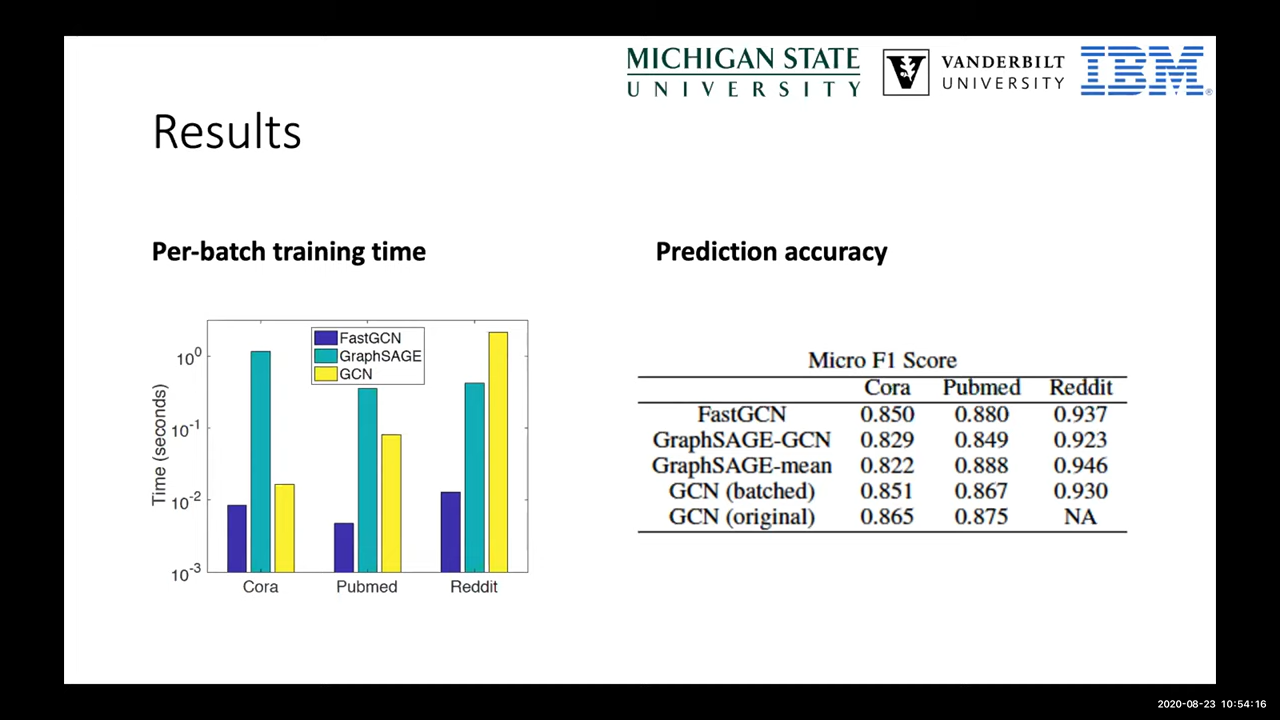 MICHIGAN STATE
UNIVERSITY
VANDERBILT
UNIVERSITY
IBM
Results
Per-batch training time
Prediction accuracy
FastGCN
GraphSAGE
GCN
Time (seconds)
10^0
10^-1
10^-2
10^-3
Cora Pubmed Reddit
Micro F1 Score
Cora Pubmed Reddit
FastGCN 0.850 0.880 0.937
GraphSAGE-GCN 0.829 0.849 0.923
GraphSAGE-mean 0.822 0.888 0.946
GCN (batched) 0.851 0.867 0.930
GCN (original) 0.865 0.875 NA
2020-08-23 10:54:16